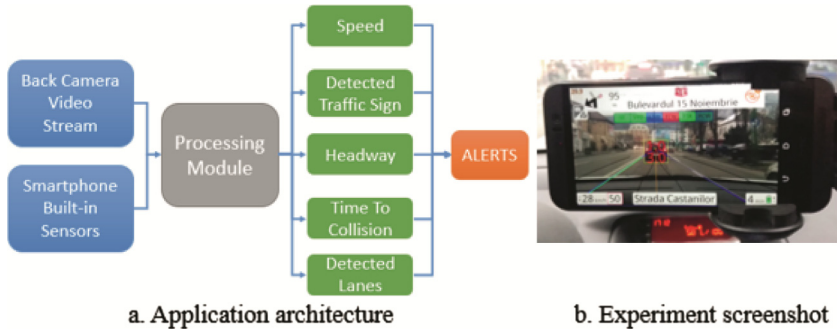 Back Camera
Video
Stream
Smartphone
Built-in
Sensors
Processing
Module
Speed
Detected
Traffic Sign
Headway
Time To
Collision
Detected
Lanes
ALERTS
95
Bulevardul 15 Noiembrie
28
50
Strada Castanilor
4
a. Application architecture
b. Experiment screenshot